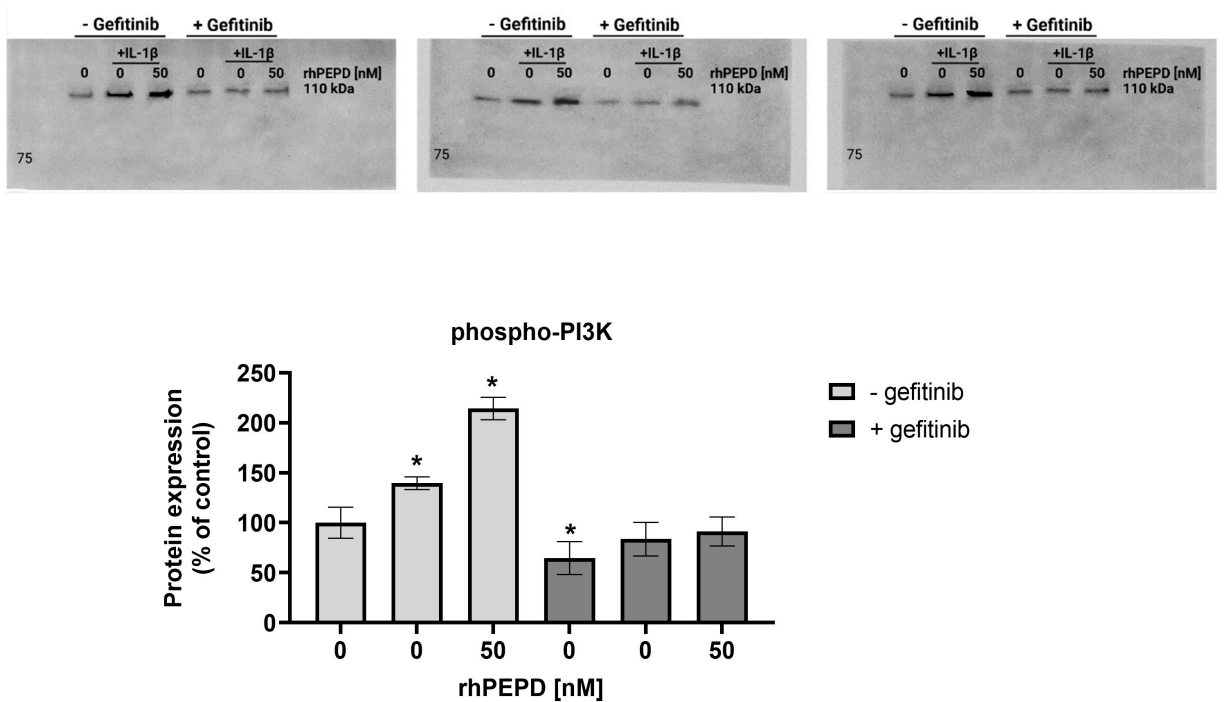 - Gefitinib + Gefitinib
+IL-1β +IL-1β
0 0 50 0 0 50 rhPEPD [nM]
110 kDa
75
- Gefitinib + Gefitinib
+IL-1β +IL-1β
0 0 50 0 0 50 rhPEPD [nM]
110 kDa
75
- Gefitinib + Gefitinib
+IL-1β +IL-1β
0 0 50 0 0 50 rhPEPD [nM]
110 kDa
75
phospho-PI3K
Protein expression
(% of control)
250
200
150
100
50
0
*
*
*
0 0 50 0 0 50
rhPEPD [nM]
- gefitinib
+ gefitinib